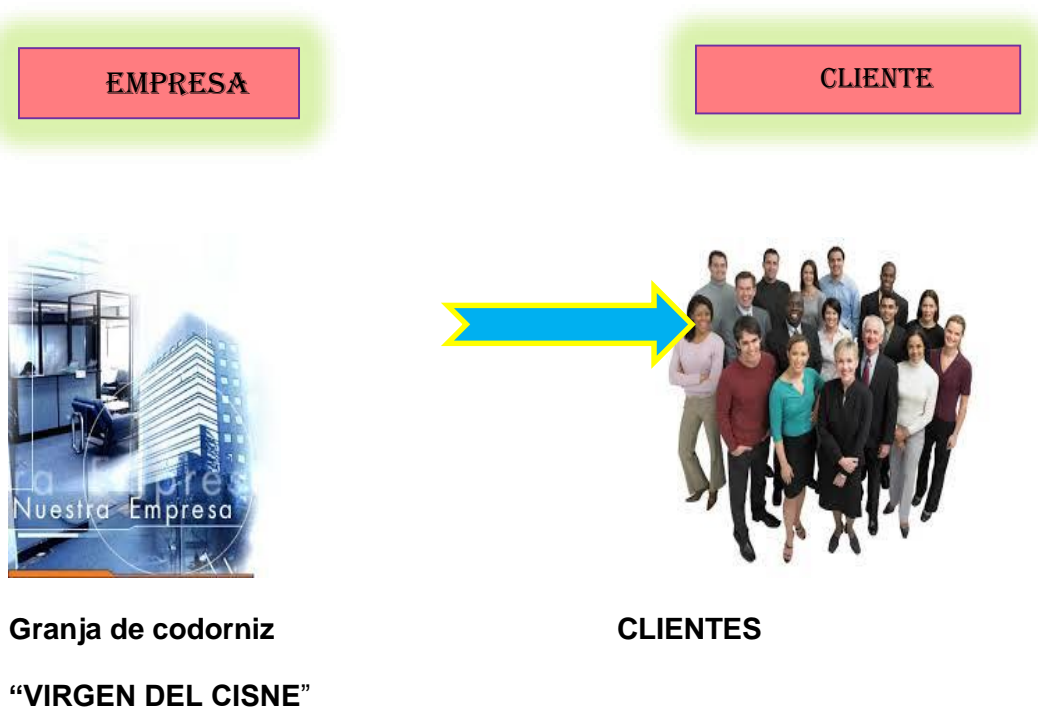 EMPRESA
CLIENTE
Nuestra Empresa
Granja de codorniz
CLIENTES
“VIRGEN DEL CISNE”